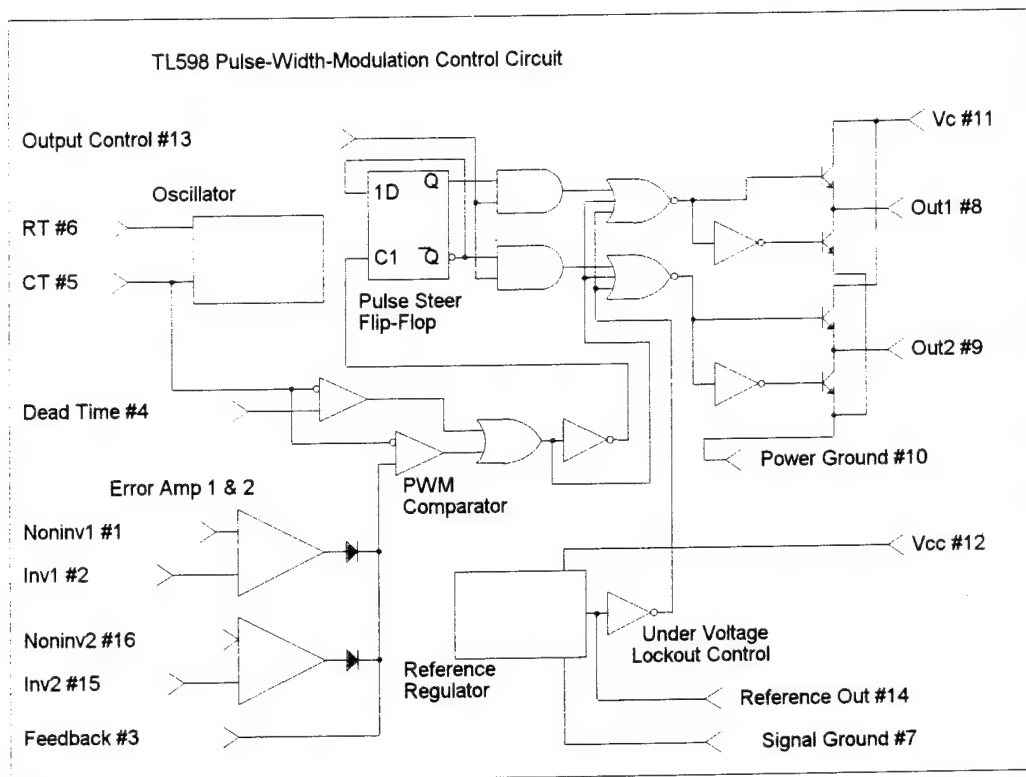 TL598 Pulse-Width-Modulation Control Circuit
Output Control #13
Vc #11
1D
Q
Oscillator
RT #6
Out1 #8
C1
Q
CT #5
Pulse Steer
Flip-Flop
Out2 #9
Dead Time #4
Power Ground #10
Error Amp 1 & 2
PWM
Comparator
Noninv1 #1
Vcc #12
Inv1 #2
Noninv2 #16
Under Voltage
Lockout Control
Inv2 #15
Reference
Regulator
Reference Out #14
Feedback #3
Signal Ground #7